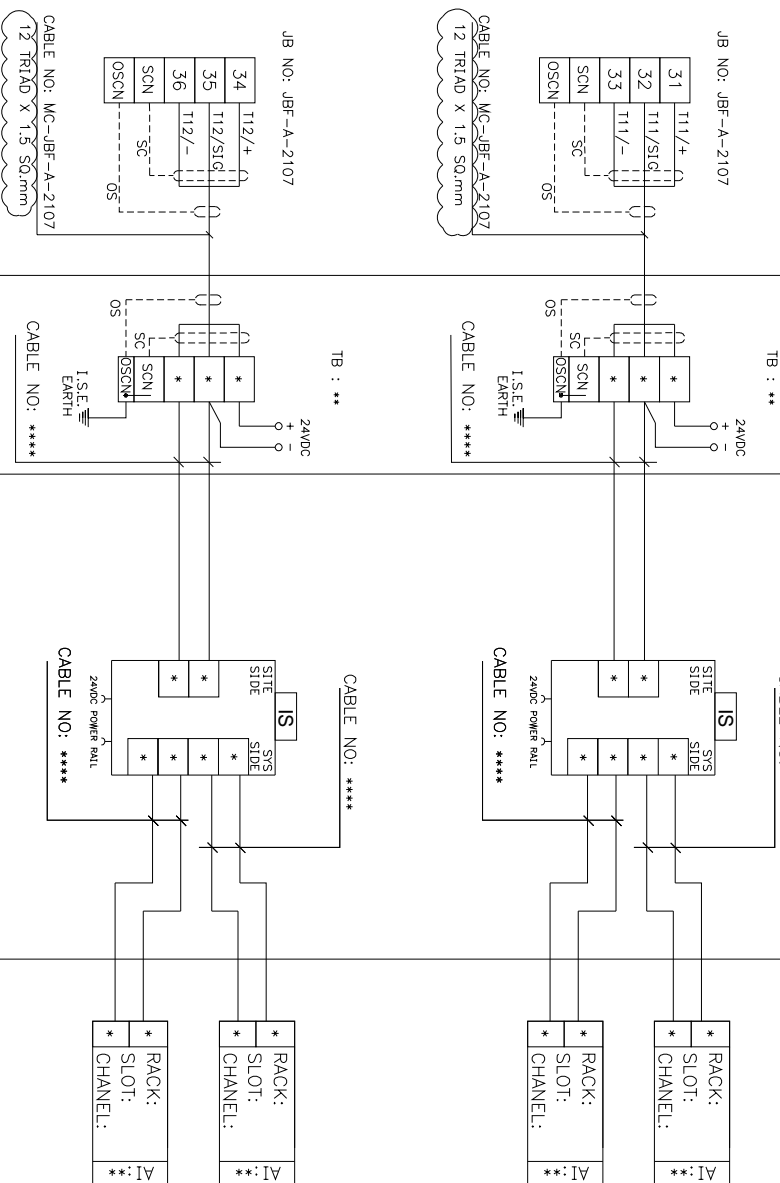 JB NO: JBF-A-2107
31
32
33
SCN
OSCN
T11/+
T11/SIG
T11/-
SC
OS
CABLE NO: MC-JBF-A-2107
12 TRIAD X 1.5 SQ.mm
TB : **
OS
SC
*
*
*
SCN
OSCN
24VDC
+
-
I.S.E.
EARTH
CABLE NO: ****
SITE
SIDE
*
*
IS
SYS
SIDE
*
*
*
*
24VDC POWER RAIL
CABLE NO: ****
*
*
RACK:
SLOT:
CHANEL:
AI:**
*
*
RACK:
SLOT:
CHANEL:
AI:**
JB NO: JBF-A-2107
34
35
36
SCN
OSCN
T12/+
T12/SIG
T12/-
SC
OS
CABLE NO: MC-JBF-A-2107
12 TRIAD X 1.5 SQ.mm
TB : **
OS
SC
*
*
*
SCN
OSCN
24VDC
+
-
I.S.E.
EARTH
CABLE NO: ****
CABLE NO: ****
SITE
SIDE
*
*
IS
SYS
SIDE
*
*
*
*
24VDC POWER RAIL
CABLE NO: ****
*
*
RACK:
SLOT:
CHANEL:
AI:**
*
*
RACK:
SLOT:
CHANEL:
AI:**